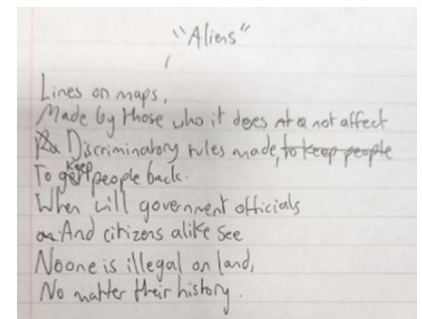 "Aliens"
Lines on maps,
Made by those who it does not affect
Discriminatory rules made, to keep people
To keep people back.
When will government officials
And citizens alike see
Noone is illegal on land,
No matter their history.